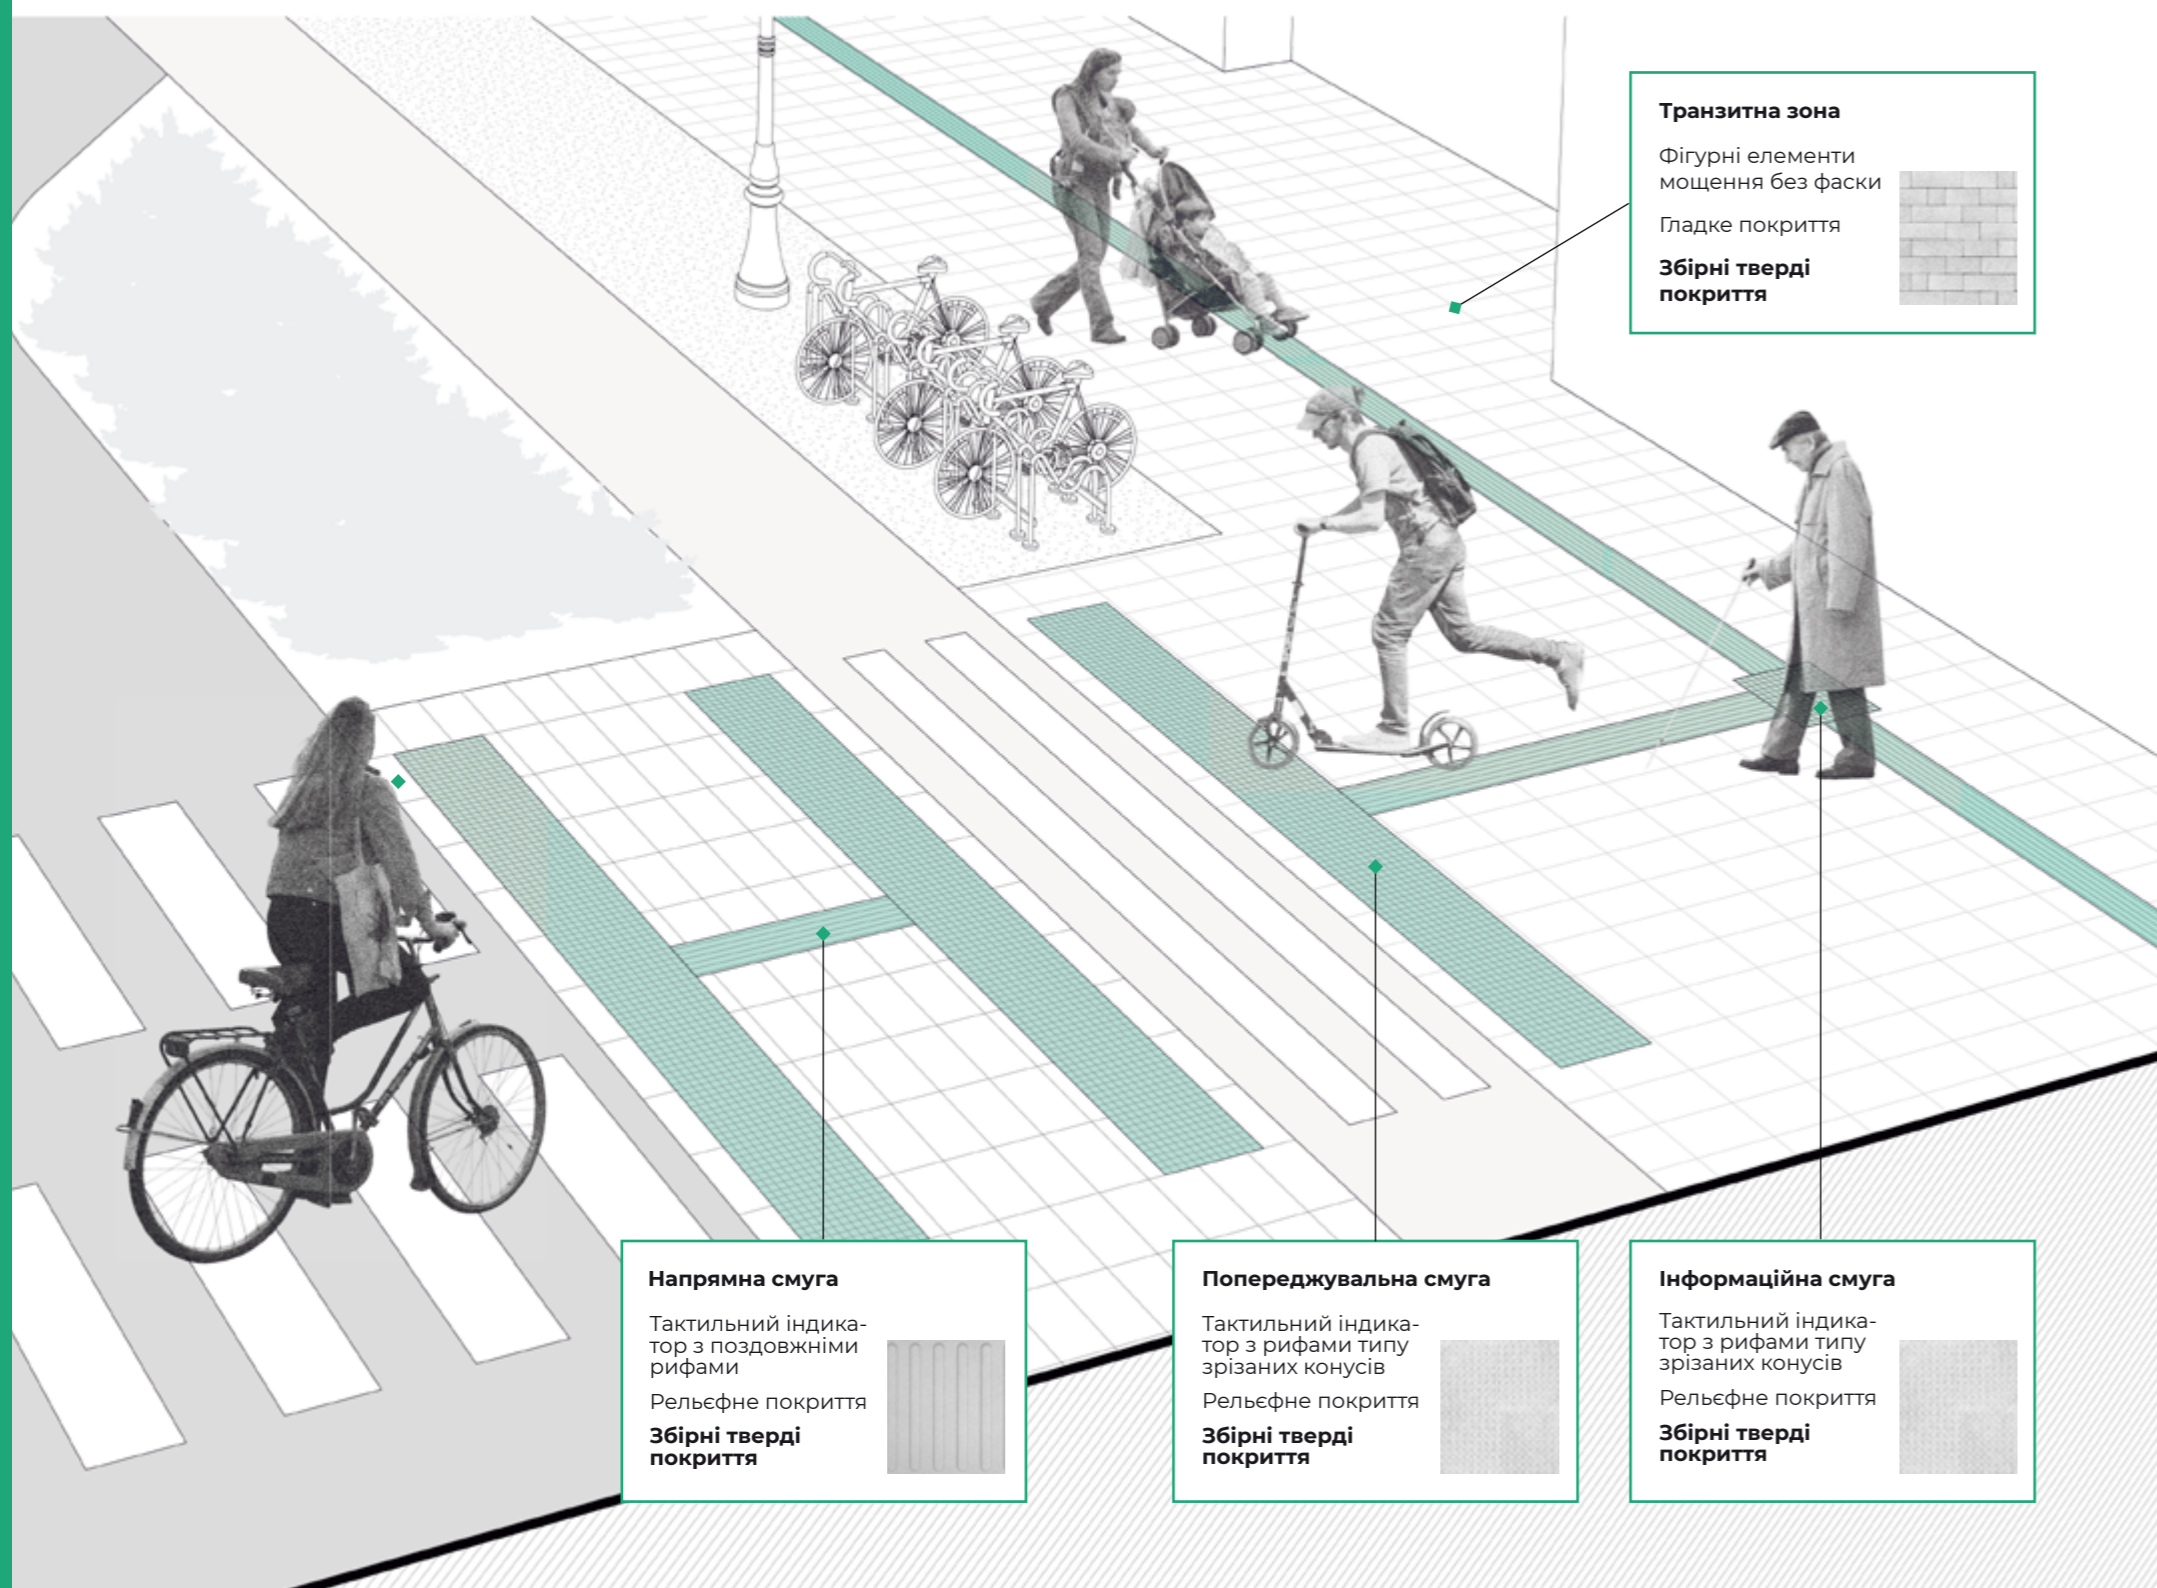 Транзитна зона
Фігурні елементи
мощення без фаски
Гладке покриття
Збірні тверді
покриття
Напрямна смуга
Тактильний індика-
тор з поздовжніми
рифами
Рельєфне покриття
Збірні тверді
покриття
Попереджувальна смуга
Тактильний індика-
тор з рифами типу
зрізаних конусів
Рельєфне покриття
Збірні тверді
покриття
Інформаційна смуга
Тактильний індика-
тор з рифами типу
зрізаних конусів
Рельєфне покриття
Збірні тверді
покриття